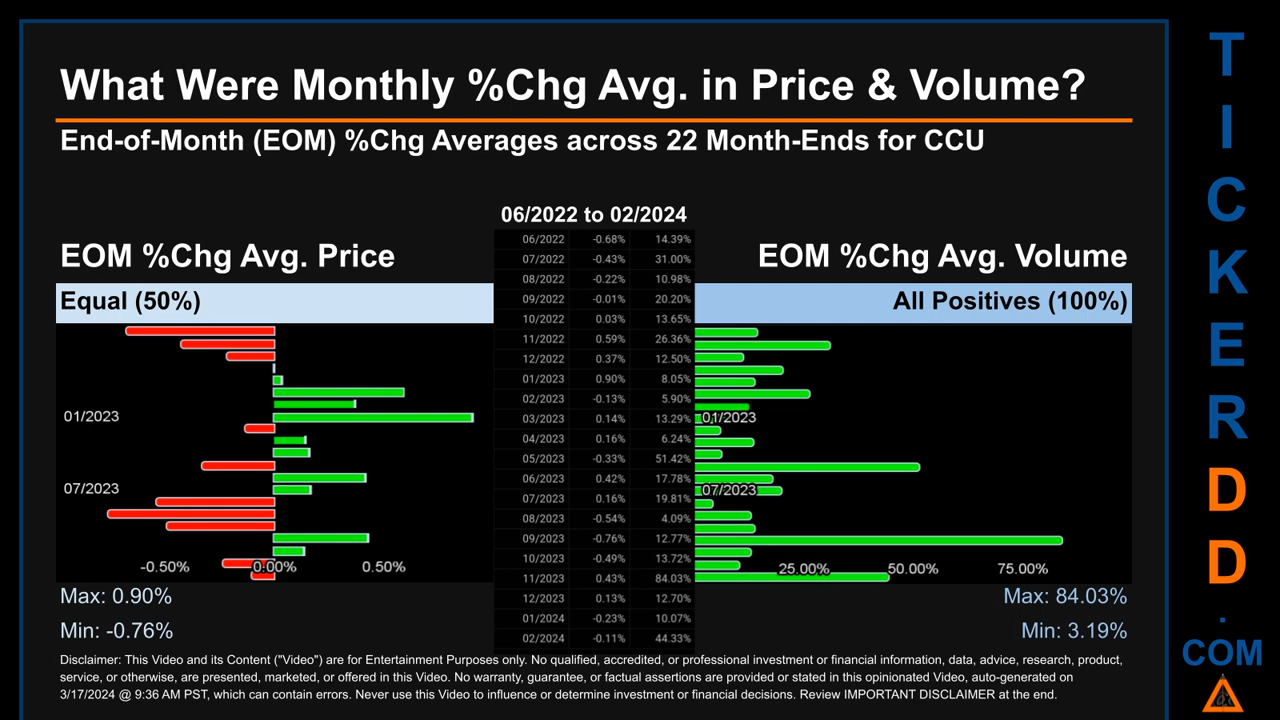 What Were Monthly %Chg Avg. in Price & Volume?
End-of-Month (EOM) %Chg Averages across 22 Month-Ends for CCU
06/2022 to 02/2024
EOM %Chg Avg. Price
EOM %Chg Avg. Volume
Equal (50%)
All Positives (100%)
06/2022 -0.68% 14.39%
07/2022 -0.43% 31.00%
08/2022 -0.22% 10.98%
09/2022 -0.01% 20.20%
10/2022 0.03% 13.65%
11/2022 0.59% 26.36%
12/2022 0.37% 12.50%
01/2023 0.90% 8.05%
02/2023 -0.13% 5.90%
03/2023 0.14% 13.29%
04/2023 0.16% 6.24%
05/2023 -0.33% 51.42%
06/2023 0.42% 17.78%
07/2023 0.16% 19.81%
08/2023 -0.54% 4.09%
09/2023 -0.76% 12.77%
10/2023 -0.49% 13.72%
11/2023 0.43% 84.03%
12/2023 0.13% 12.70%
01/2024 -0.23% 10.07%
02/2024 -0.11% 44.33%
01/2023
07/2023
-0.50% 0.00% 0.50%
01/2023
07/2023
25.00% 50.00% 75.00%
Max: 0.90%
Min: -0.76%
Max: 84.03%
Min: 3.19%
Disclaimer: This Video and its Content ("Video") are for Entertainment Purposes only. No qualified, accredited, or professional investment or financial information, data, advice, research, product,
service, or otherwise, are presented, marketed, or offered in this Video. No warranty, guarantee, or factual assertions are provided or stated in this opinionated Video, auto-generated on
3/17/2024 @ 9:36 AM PST, which can contain errors. Never use this Video to influence or determine investment or financial decisions. Review IMPORTANT DISCLAIMER at the end.
T
I
C
K
E
R
D
D
.
COM